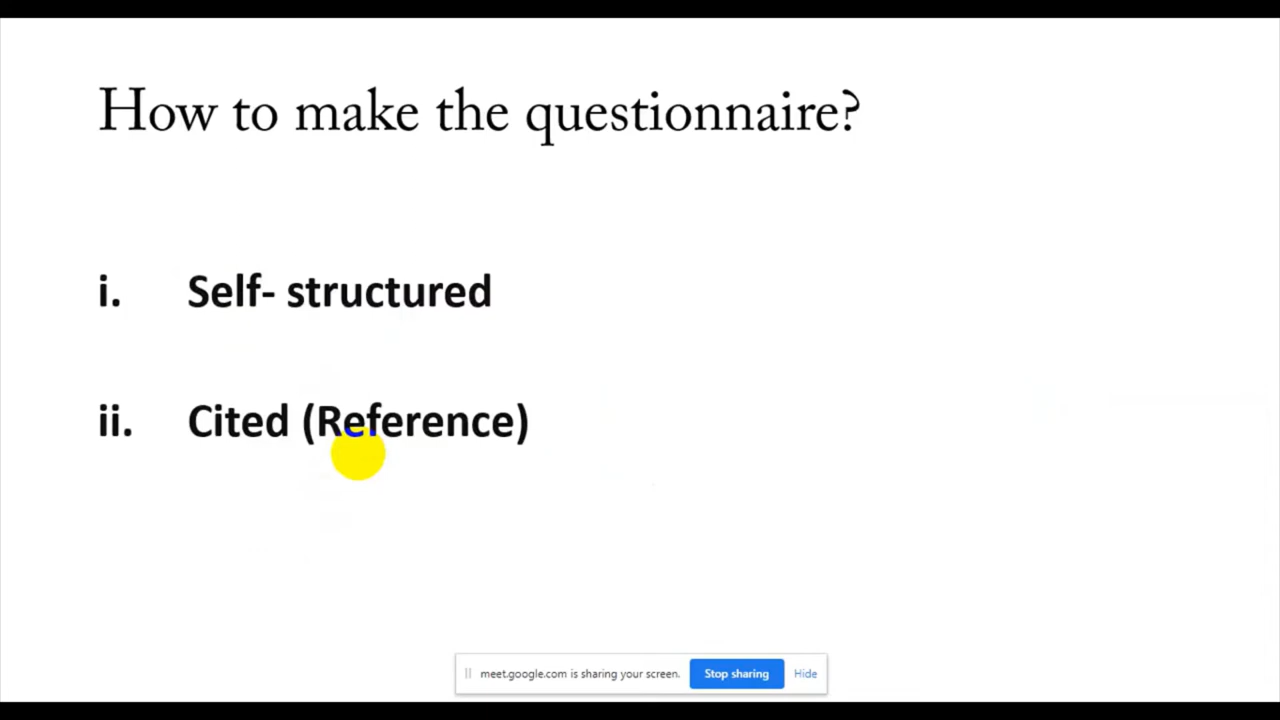 How to make the questionnaire?
i. Self- structured
ii. Cited (Reference)
meet.google.com is sharing your screen. Stop sharing Hide